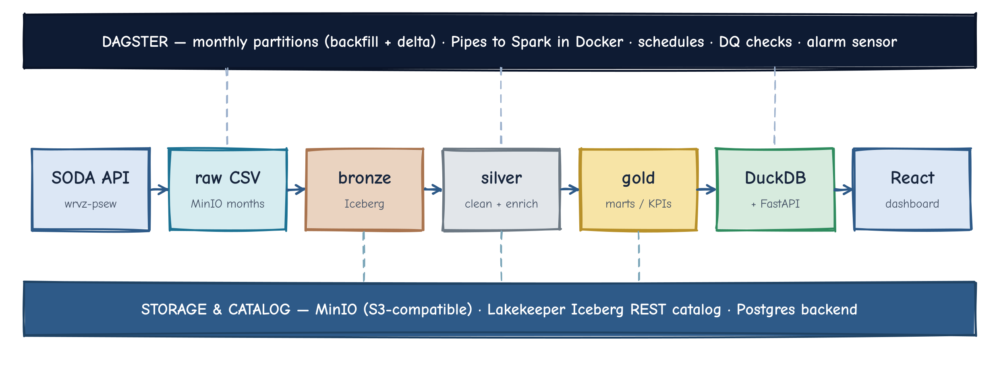 DAGSTER — monthly partitions (backfill + delta) · Pipes to Spark in Docker · schedules · DQ checks · alarm sensor
SODA API
wrvz-psew
raw CSV
MinIO months
bronze
Iceberg
silver
clean + enrich
gold
marts / KPIs
DuckDB
+ FastAPI
React
dashboard
STORAGE & CATALOG — MinIO (S3-compatible) · Lakekeeper Iceberg REST catalog · Postgres backend